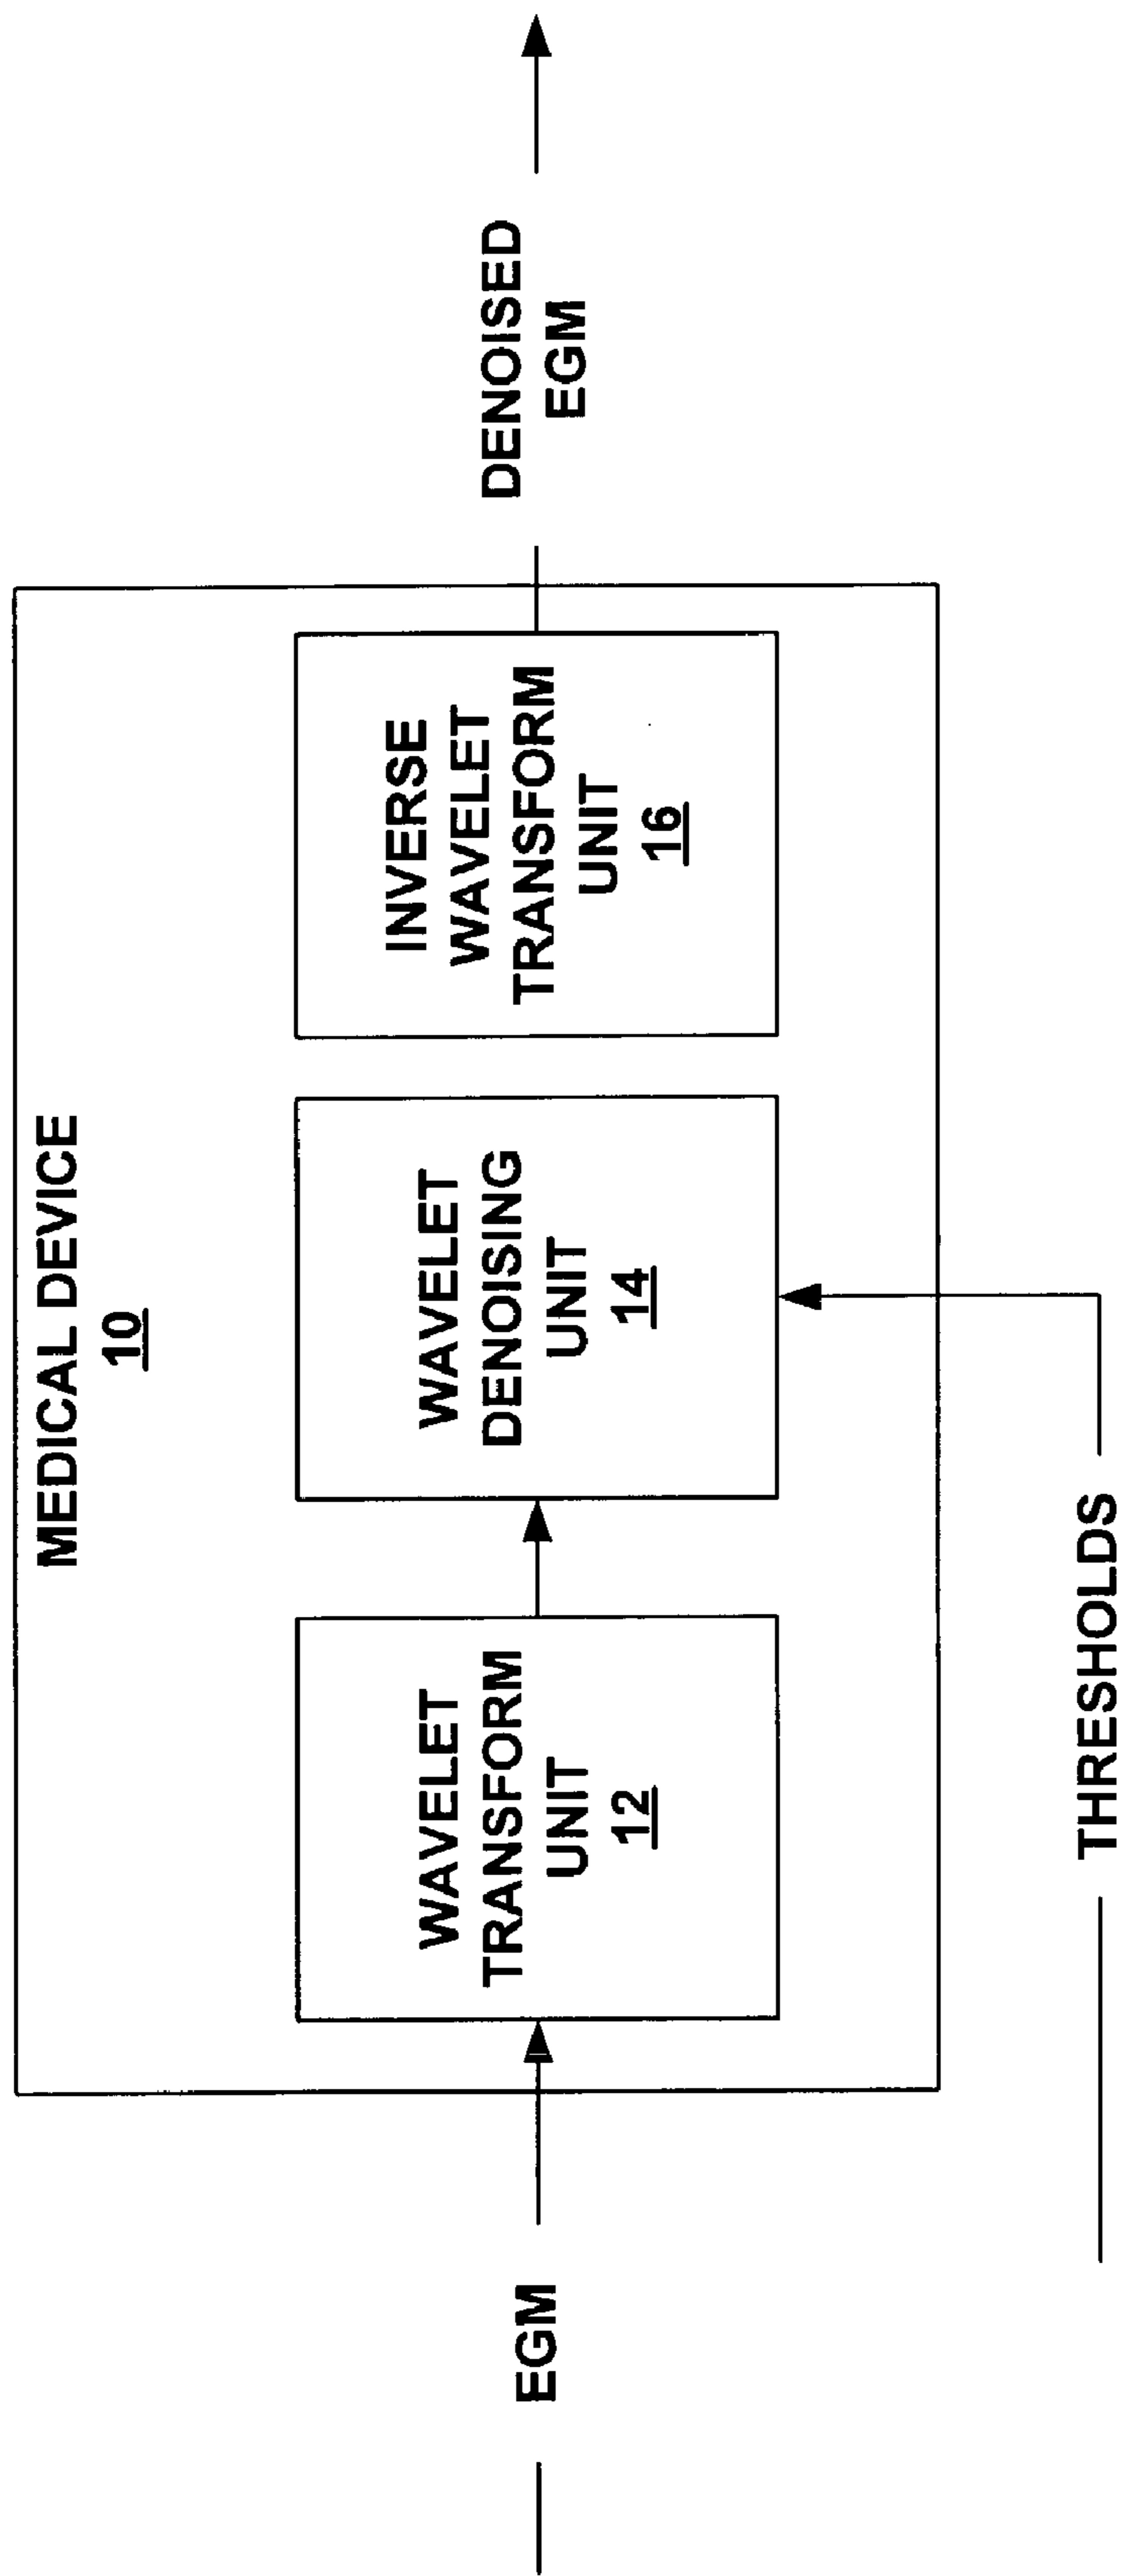 MEDICAL DEVICE
10
EGM
WAVELET
TRANSFORM
UNIT
12
WAVELET
DENOISING
UNIT
14
INVERSE
WAVELET
TRANSFORM
UNIT
16
DENOISED
EGM
THRESHOLDS